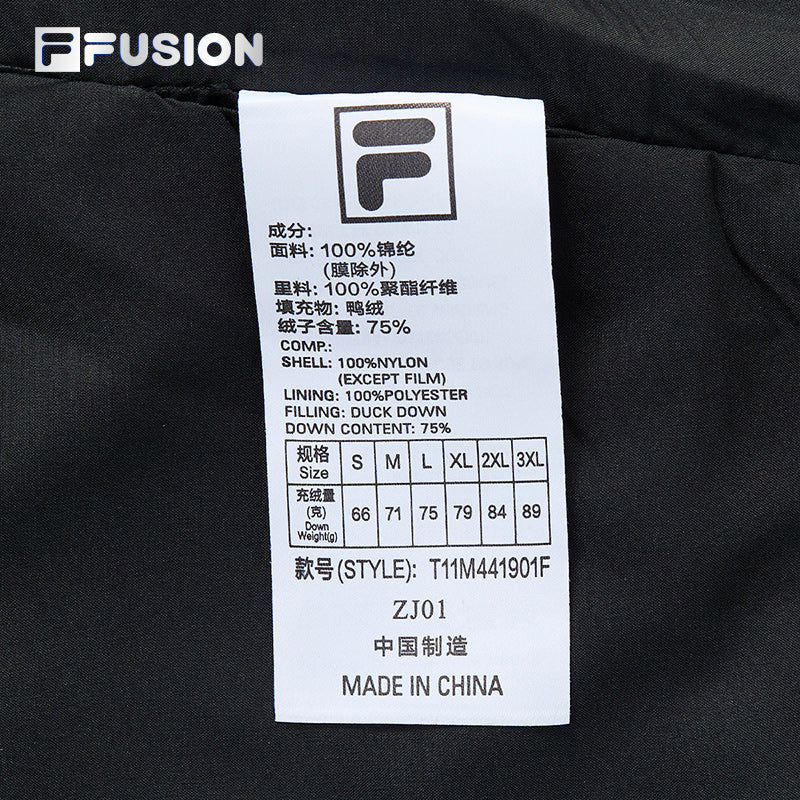 FUSION
成分:
面料: 100%锦纶
(膜除外)
里料: 100%聚酯纤维
填充物: 鸭绒
绒子含量: 75%
COMP.:
SHELL: 100%NYLON
(EXCEPT FILM)
LINING: 100%POLYESTER
FILLING: DUCK DOWN
DOWN CONTENT: 75%
规格 Size S M L XL 2XL 3XL
充绒量 (克) Down Weight(g) 66 71 75 79 84 89
款号(STYLE): T11M441901F
ZJ01
中国制造
MADE IN CHINA